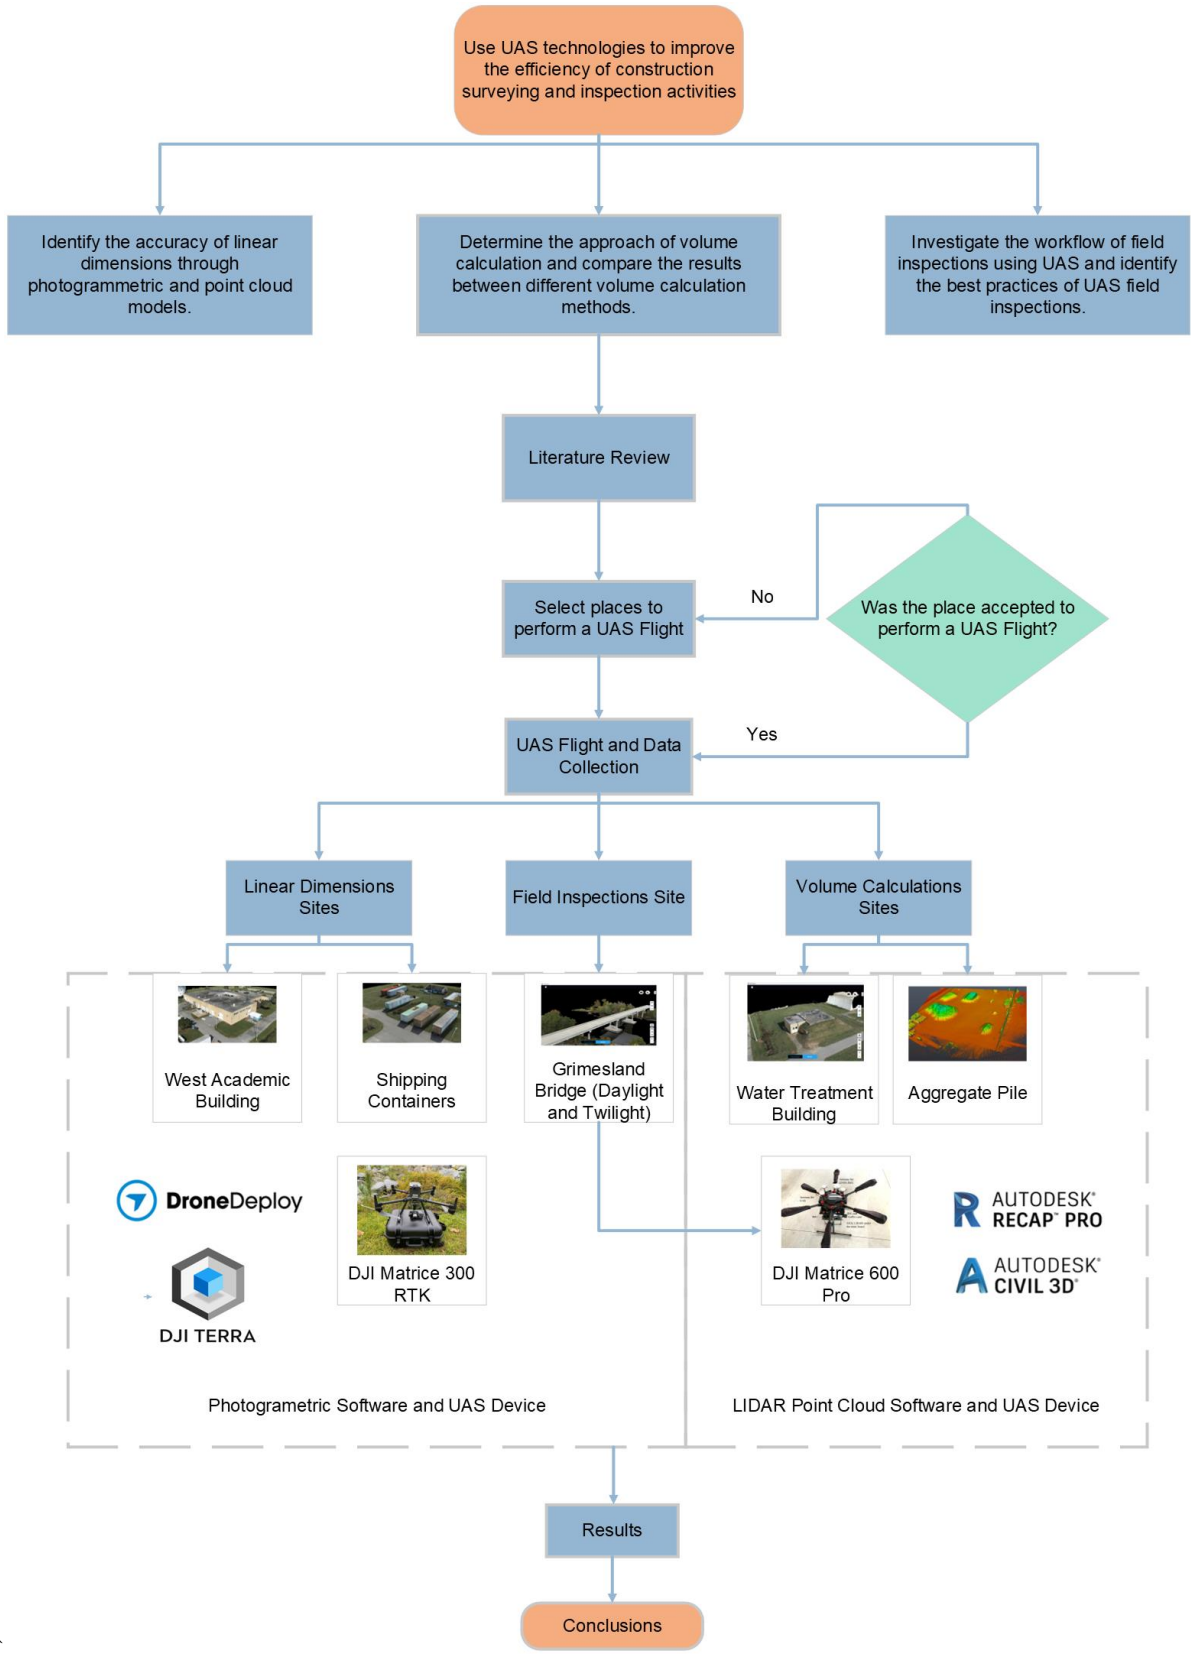 Use UAS technologies to improve
the efficiency of construction
surveying and inspection activities
Identify the accuracy of linear
dimensions through
photogrammetric and point cloud
models.
Determine the approach of volume
calculation and compare the results
between different volume calculation
methods.
Investigate the workflow of field
inspections using UAS and identify
the best practices of UAS field
inspections.
Literature Review
Select places to
perform a UAS Flight
No
Was the place accepted to
perform a UAS Flight?
UAS Flight and Data
Collection
Yes
Linear Dimensions
Sites
Field Inspections Site
Volume Calculations
Sites
West Academic
Building
Shipping
Containers
Grimesland
Bridge (Daylight
and Twilight)
Water Treatment
Building
Aggregate Pile
DroneDeploy
DJI TERRA
DJI Matrice 300
RTK
DJI Matrice 600
Pro
AUTODESK®
RECAP™ PRO
AUTODESK®
CIVIL 3D®
Photogrametric Software and UAS Device
LIDAR Point Cloud Software and UAS Device
Results
Conclusions